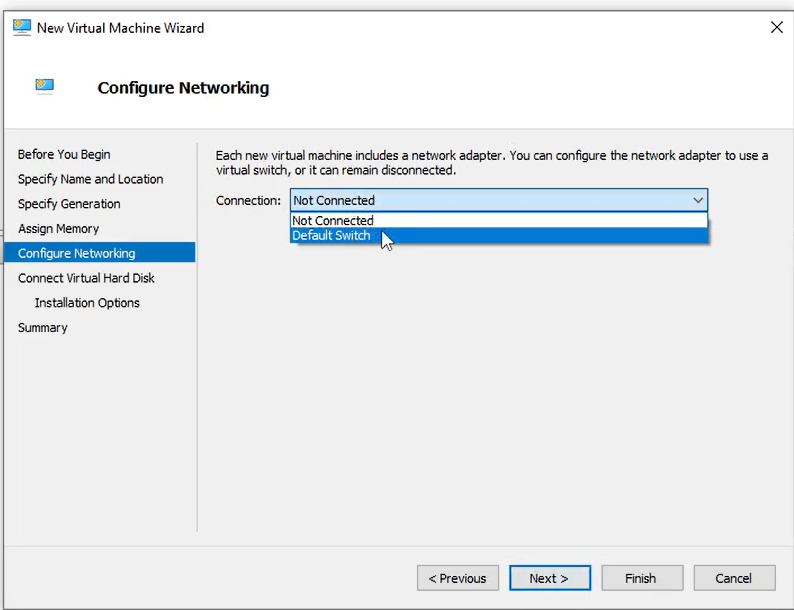 New Virtual Machine Wizard
Configure Networking
Before You Begin
Specify Name and Location
Specify Generation
Assign Memory
Configure Networking
Connect Virtual Hard Disk
Installation Options
Summary
Each new virtual machine includes a network adapter. You can configure the network adapter to use a
virtual switch, or it can remain disconnected.
Connection: Not Connected
Not Connected
Default Switch
< Previous Next > Finish Cancel